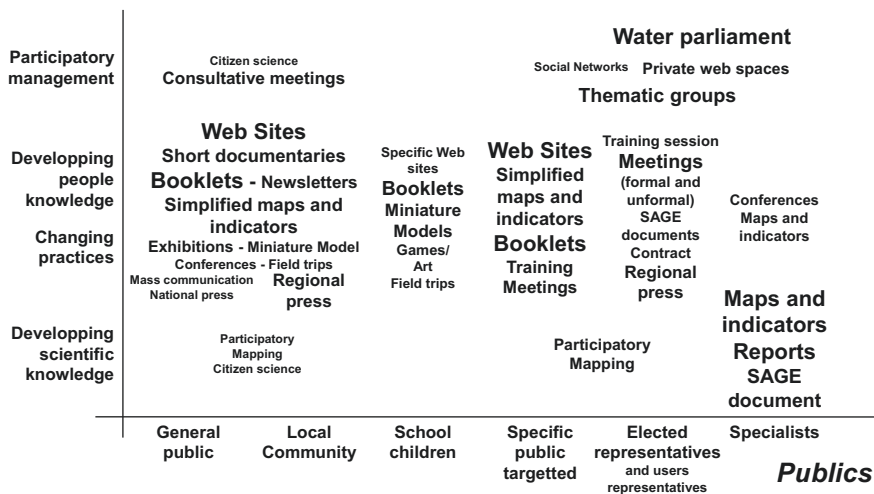 Participatory
management
Citizen science
Consultative meetings
Water parliament
Social Networks Private web spaces
Thematic groups
Developping
people
knowledge
Changing
practices
Web Sites
Short documentaries
Booklets - Newsletters
Simplified maps and
indicators
Exhibitions - Miniature Model
Conferences - Field trips
Mass communication
National press
Regional
press
Specific Web
sites
Booklets
Miniature
Models
Games/
Art
Field trips
Web Sites
Simplified
maps and
indicators
Booklets
Training
Meetings
Training session
Meetings
(formal and
unformal)
SAGE
documents
Contract
Regional
press
Conferences
Maps and
indicators
Developping
scientific
knowledge
Participatory
Mapping
Citizen science
Participatory
Mapping
Maps and
indicators
Reports
SAGE
document
General
public
Local
Community
School
children
Specific
public
targetted
Elected
representatives
and users
representatives
Specialists
Publics